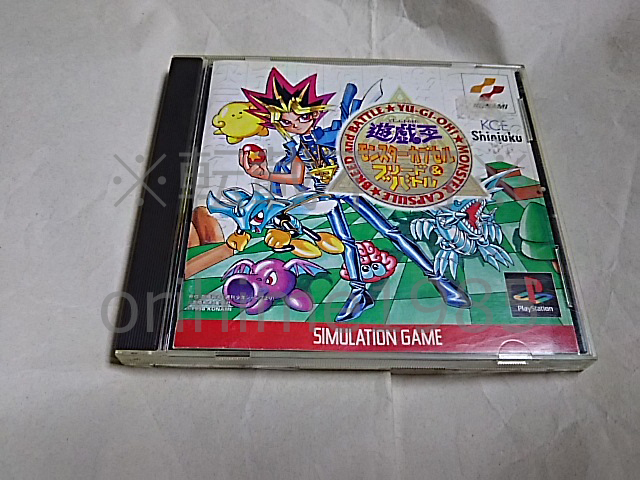 KONAMI
KCE
Shinjuku
BREED and BATTLE ★ YU-GI-OH! ★ MONSTER CAPSULE
遊戯王
モンスターカプセル
ブリード&バトル
PlayStation
SIMULATION GAME